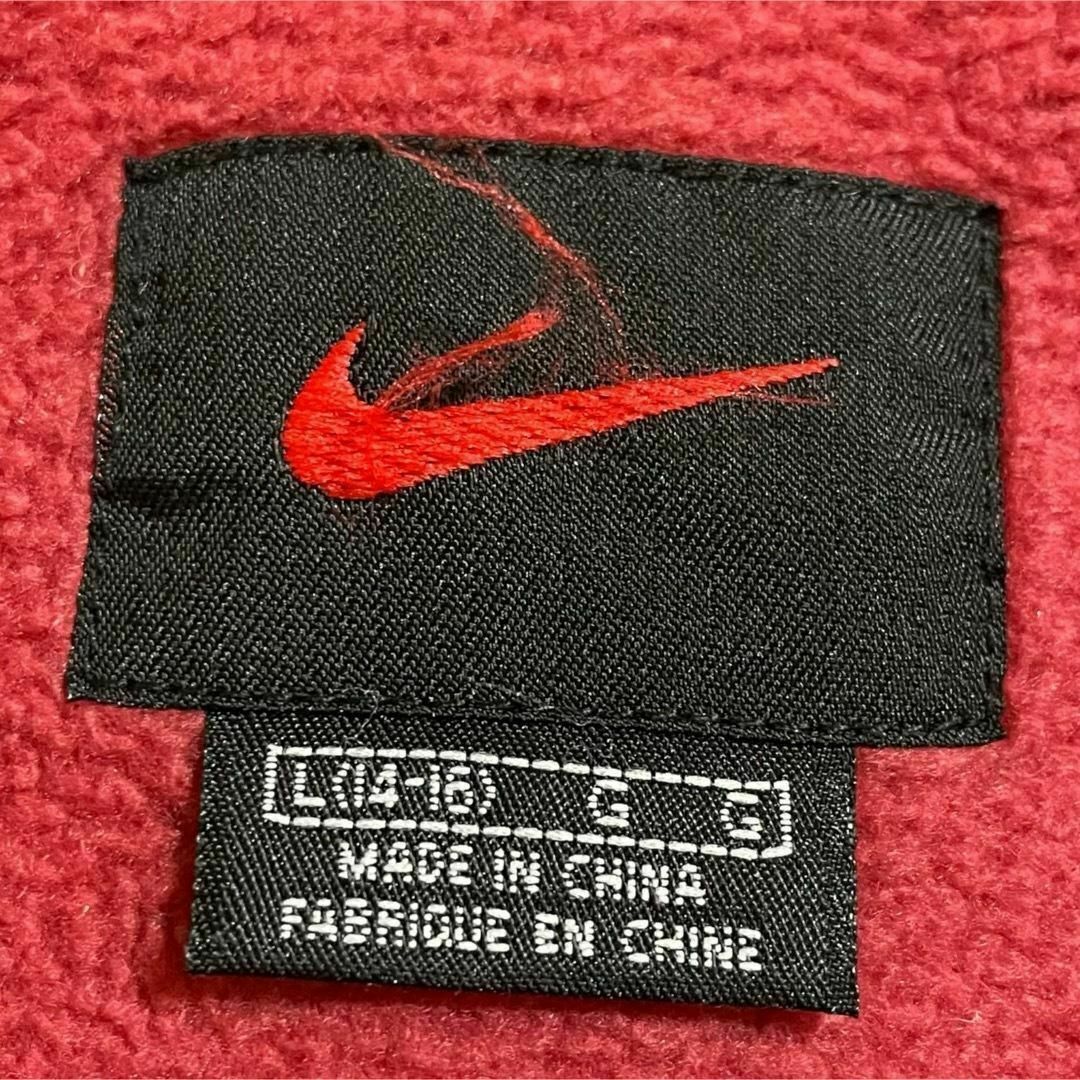 L (14-16) G G
MADE IN CHINA
FABRIQUE EN CHINE